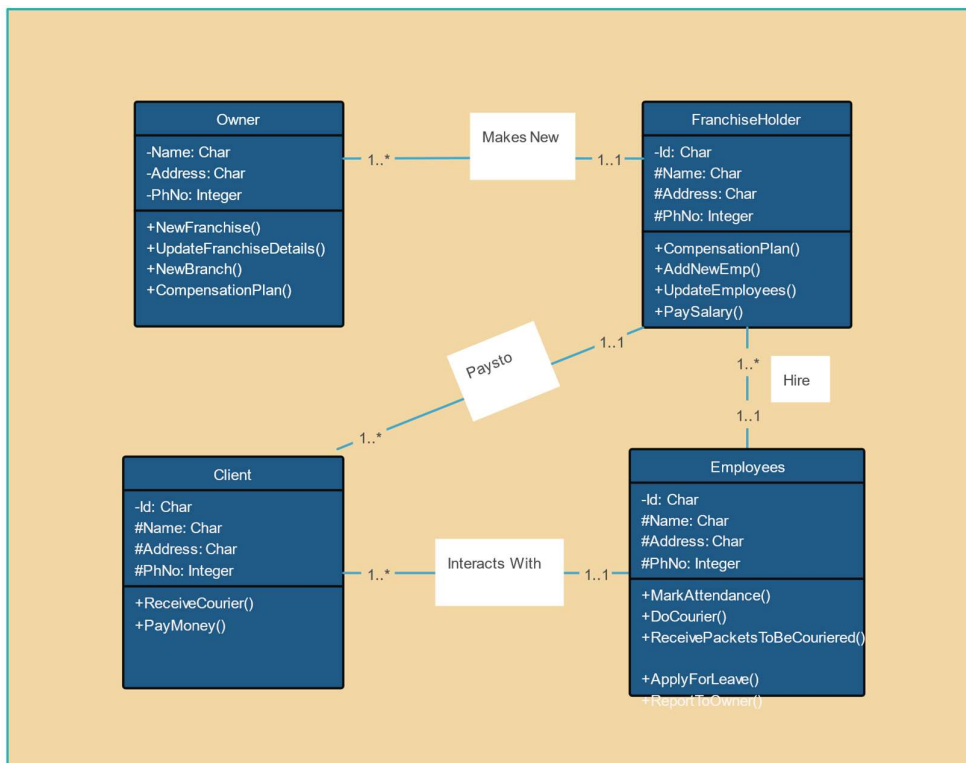 Owner
-Name: Char
-Address: Char
-PhNo: Integer
+NewFranchise()
+UpdateFranchiseDetails()
+NewBranch()
+CompensationPlan()
1..*
Makes New
1..1
FranchiseHolder
-Id: Char
#Name: Char
#Address: Char
#PhNo: Integer
+CompensationPlan()
+AddNewEmp()
+UpdateEmployees()
+PaySalary()
1..1
Paysto
1..*
1..*
Hire
1..1
Client
-Id: Char
#Name: Char
#Address: Char
#PhNo: Integer
+ReceiveCourier()
+PayMoney()
1..*
Interacts With
1..1
Employees
-Id: Char
#Name: Char
#Address: Char
#PhNo: Integer
+MarkAttendance()
+DoCourier()
+ReceivePacketsToBeCouriered()
+ApplyForLeave()
+ReportToOwner()